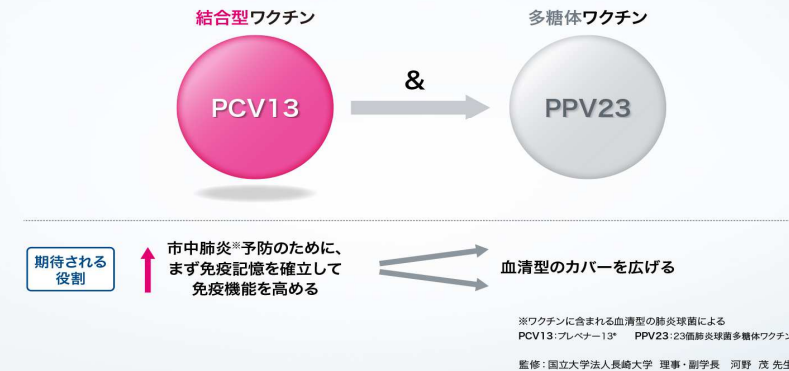 結合型ワクチン
多糖体ワクチン
PCV13
&
PPV23
期待される
役割
市中肺炎※予防のために、
まず免疫記憶を確立して
免疫機能を高める
血清型のカバーを広げる
※ワクチンに含まれる血清型の肺炎球菌による
PCV13:プレベナー13® PPV23:23価肺炎球菌多糖体ワクチン
監修:国立大学法人長崎大学 理事・副学長 河野 茂 先生